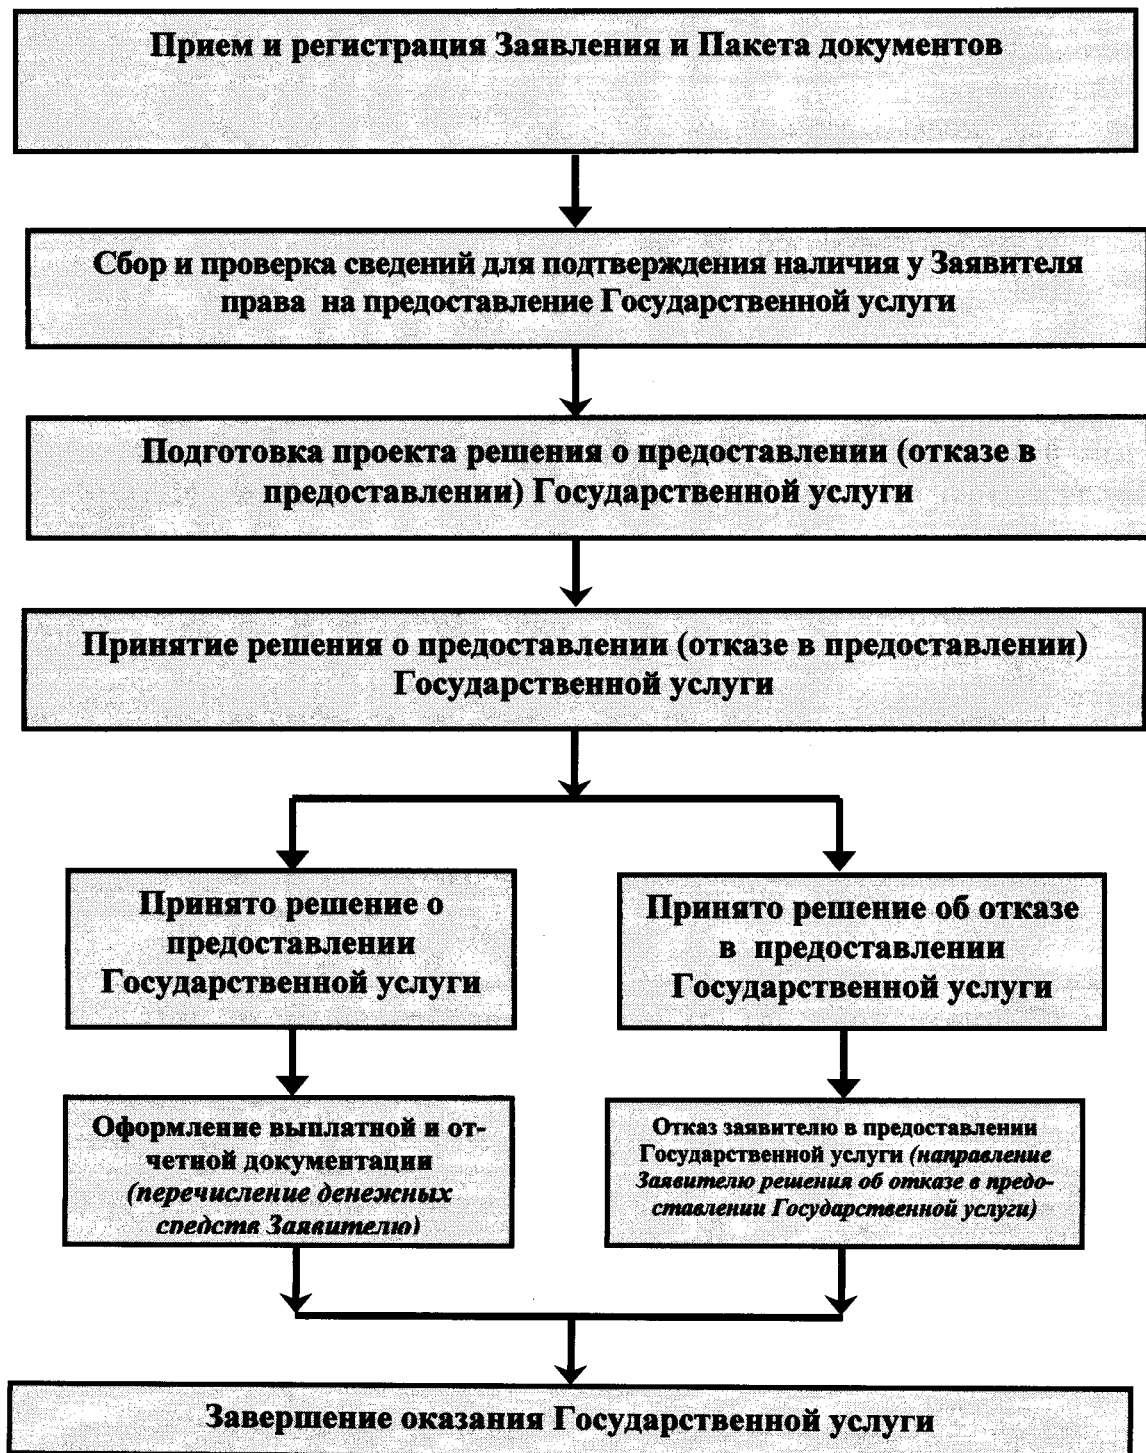 Прием и регистрация Заявления и Пакета документов
Сбор и проверка сведений для подтверждения наличия у Заявителя
права на предоставление Государственной услуги
Подготовка проекта решения о предоставлении (отказе в
предоставлении) Государственной услуги
Принятие решения о предоставлении (отказе в предоставлении)
Государственной услуги
Принято решение о
предоставлении
Государственной услуги
Принято решение об отказе
в предоставлении
Государственной услуги
Оформление выплатной и от-
четной документации
(перечисление денежных
средств Заявителю)
Отказ заявителю в предоставлении
Государственной услуги (направление
Заявителю решения об отказе в предо-
ставлении Государственной услуги)
Завершение оказания Государственной услуги